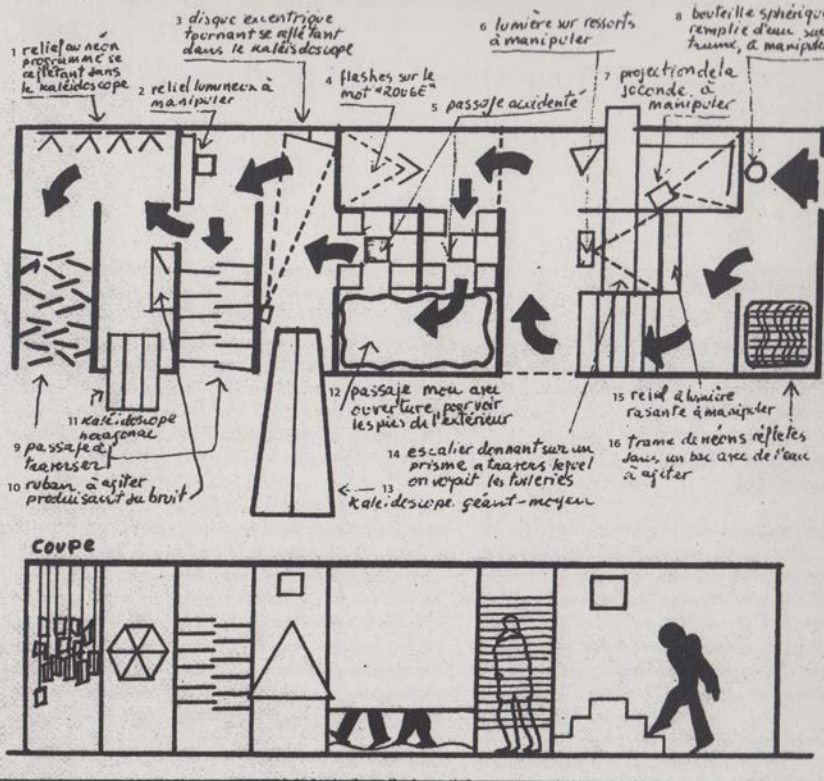 1 relief au néon
programmé se
reflétant dans
le kaléidoscope
2 relief lumineux à
manipuler
3 disque excentrique
tournant se reflétant
dans le kaléidoscope
4 flashes sur le
mot "ROUGE"
5 passage accidenté
6 lumière sur ressorts
à manipuler
7 projection de la
joconde à
manipuler
8 bouteille sphérique
remplie d'eau sur
trame, à manipuler
9 passage à
traverser
10 ruban à agiter
produisant du bruit
11 kaléidoscope
hexagonal
12 passage mou avec
ouverture pour voir
les pieds de l'extérieur
13
kaléidoscope géant-moyen
14 escalier donnant sur un
prisme à travers lequel
on voyait les tuileries
15 relief à lumière
rasante à manipuler
16 trame de néons reflétés
dans un bac avec de l'eau
à agiter
COUPE